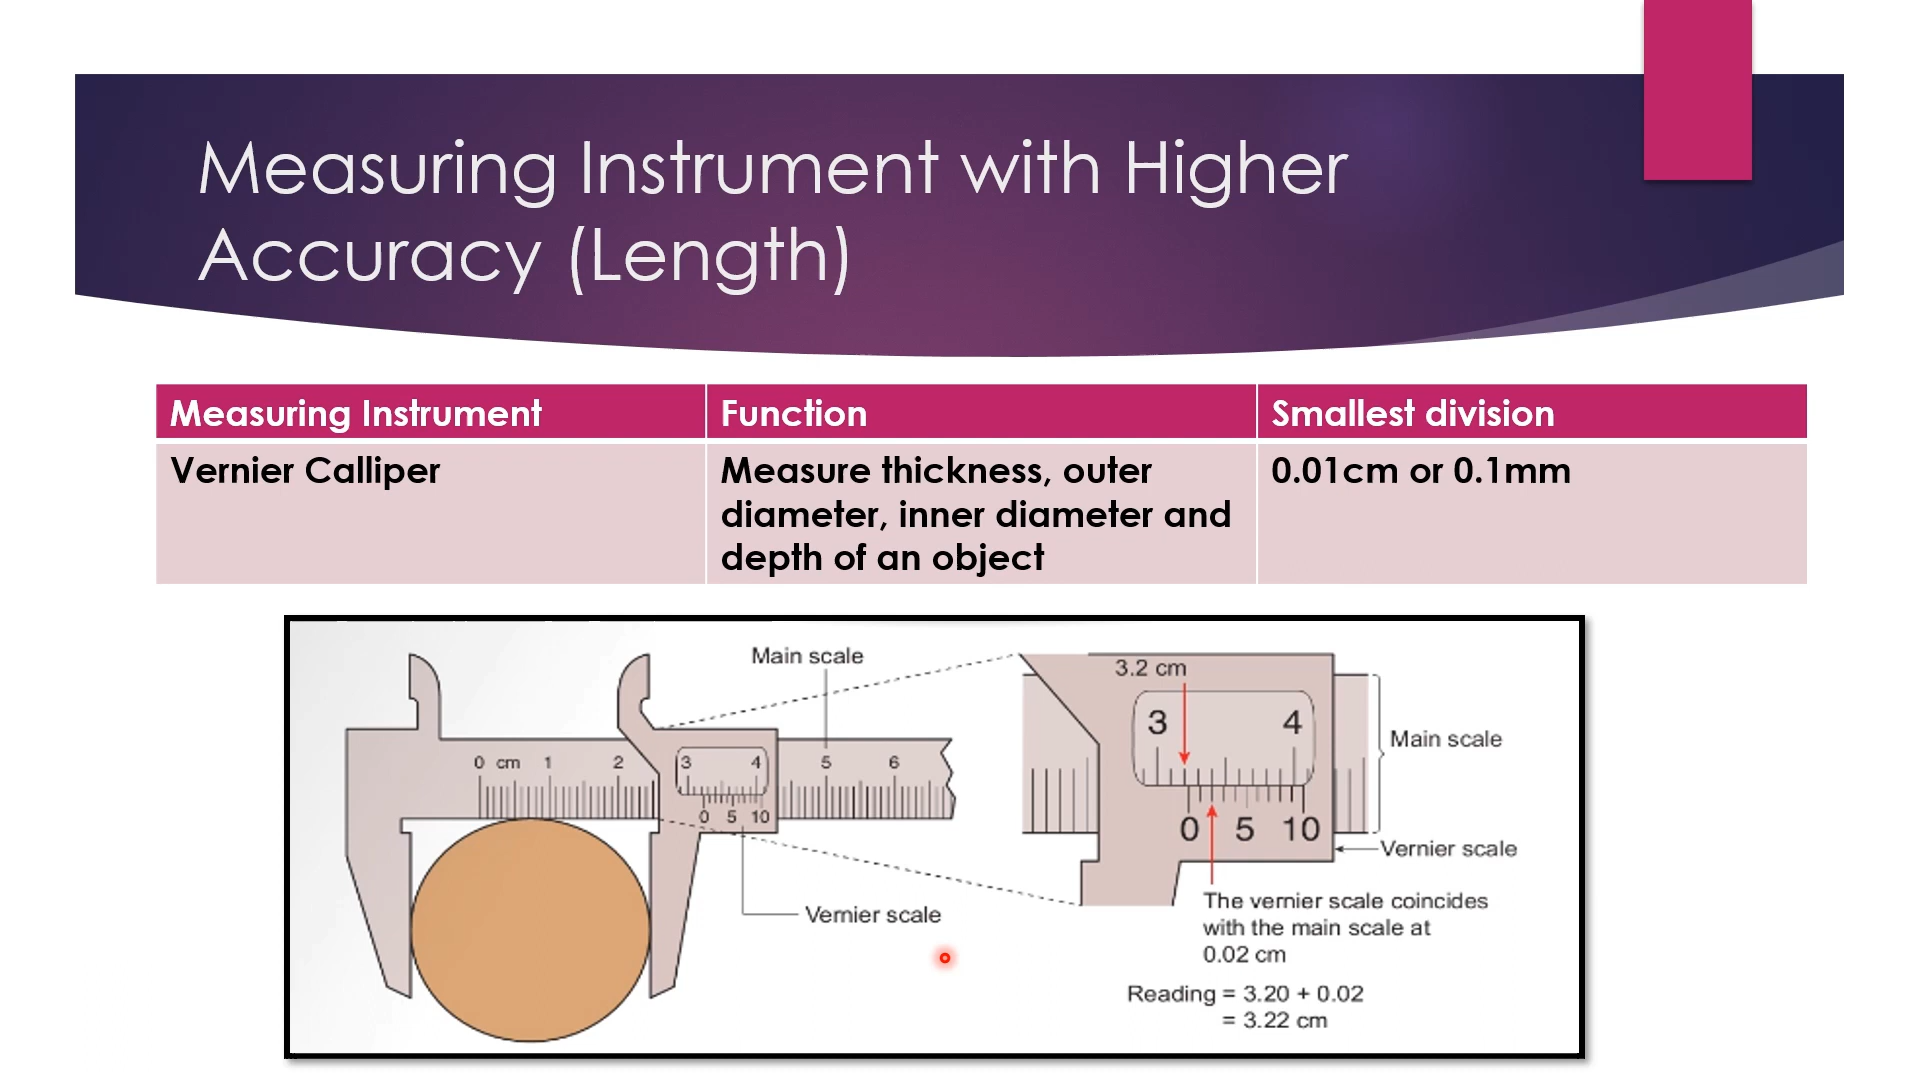 Measuring Instrument with Higher
Accuracy (Length)
Measuring Instrument
Function
Smallest division
Vernier Calliper
Measure thickness, outer
diameter, inner diameter and
depth of an object
0.01cm or 0.1mm
Main scale
0 cm 1 2 3 4 5 6
0 5 10
Vernier scale
3.2 cm
3 4
Main scale
0 5 10
Vernier scale
The vernier scale coincides
with the main scale at
0.02 cm
Reading = 3.20 + 0.02
= 3.22 cm